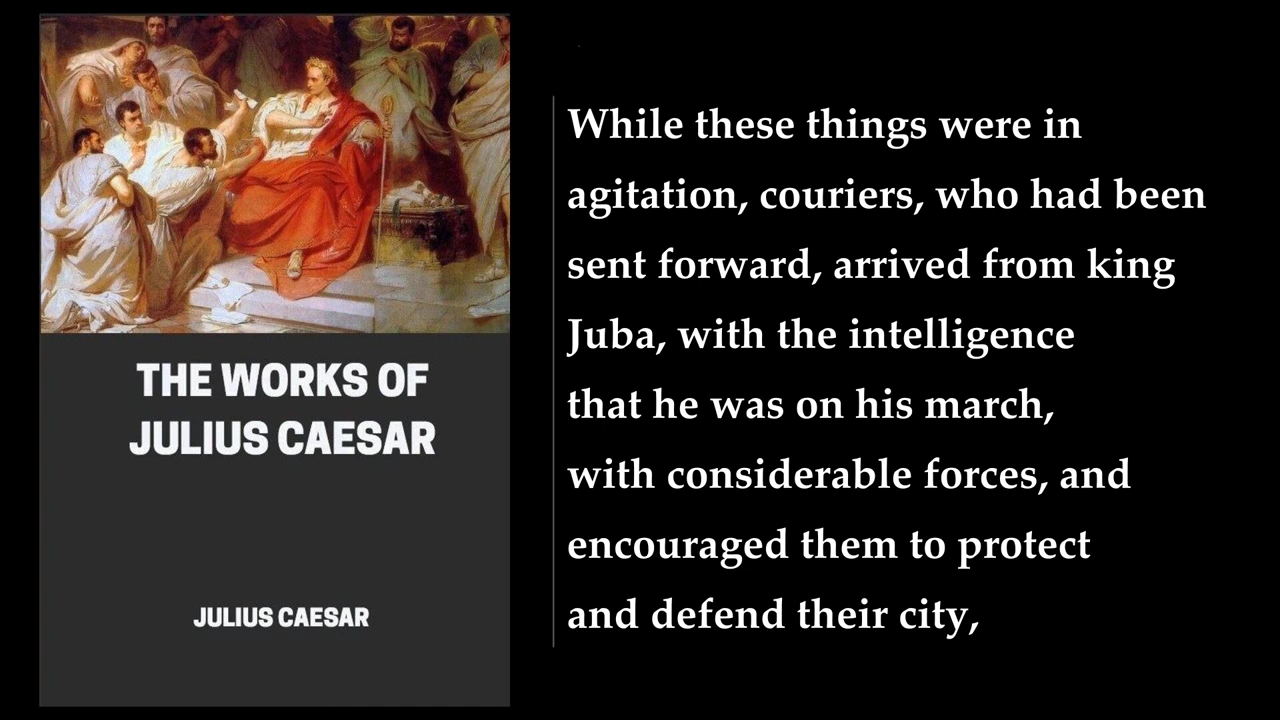 THE WORKS OF
JULIUS CAESAR
JULIUS CAESAR
While these things were in
agitation, couriers, who had been
sent forward, arrived from king
Juba, with the intelligence
that he was on his march,
with considerable forces, and
encouraged them to protect
and defend their city,